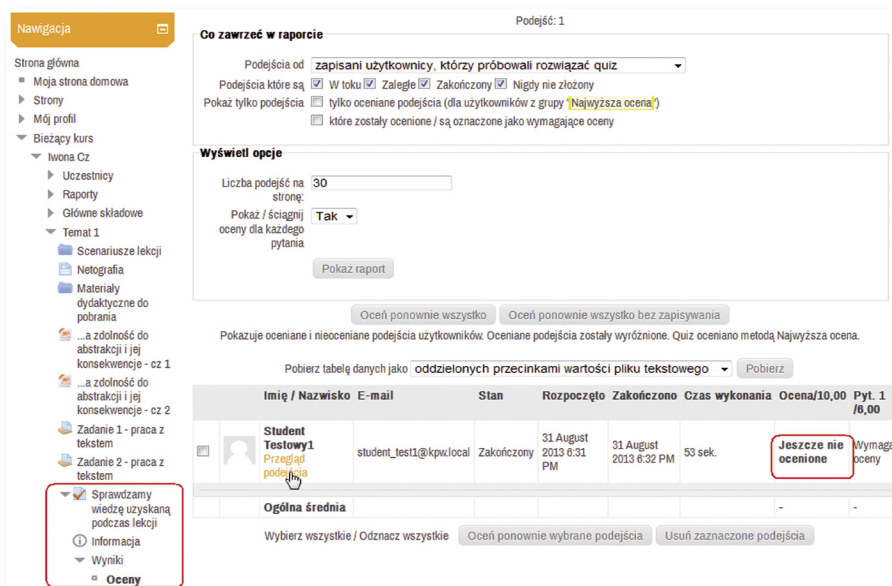 Nawigacja
Strona główna
Moja strona domowa
Strony
Mój profil
Bieżący kurs
Iwona Cz
Uczestnicy
Raporty
Główne składowe
Temat 1
Scenariusze lekcji
Netografia
Materiały
dydaktyczne do
pobrania
...a zdolność do
abstrakcji i jej
konsekwencje - cz 1
...a zdolność do
abstrakcji i jej
konsekwencje - cz 2
Zadanie 1 - praca z
tekstem
Zadanie 2 - praca z
tekstem
Sprawdzamy
wiedzę uzyskaną
podczas lekcji
Informacja
Wyniki
Oceny
Podejść: 1
Co zawrzeć w raporcie
Podejścia od zapisani użytkownicy, którzy próbowali rozwiązać quiz
Podejścia które są W toku Zaległe Zakończony Nigdy nie złożony
Pokaż tylko podejścia tylko oceniane podejścia (dla użytkowników z grupy 'Najwyższa ocena')
które zostały ocenione / są oznaczone jako wymagające oceny
Wyświetl opcje
Liczba podejść na 30
stronę:
Pokaż / ściągnij Tak
oceny dla każdego
pytania
Pokaż raport
Oceń ponownie wszystko Oceń ponownie wszystko bez zapisywania
Pokazuje oceniane i nieoceniane podejścia użytkowników. Oceniane podejścia zostały wyróżnione. Quiz oceniano metodą Najwyższa ocena.
Pobierz tabelę danych jako oddzielonych przecinkami wartości pliku tekstowego Pobierz
Imię / Nazwisko E-mail Stan Rozpoczęto Zakończono Czas wykonania Ocena/10,00 Pyt. 1
/6,00
Student
Testowy1
Przegląd
podejścia
student_test1@kpw.local Zakończony
31 August
2013 6:31
PM
31 August
2013 6:32 PM
53 sek.
Jeszcze nie
ocenione
Wymaga
oceny
Ogólna średnia - -
Wybierz wszystkie / Odznacz wszystkie Oceń ponownie wybrane podejścia Usuń zaznaczone podejścia